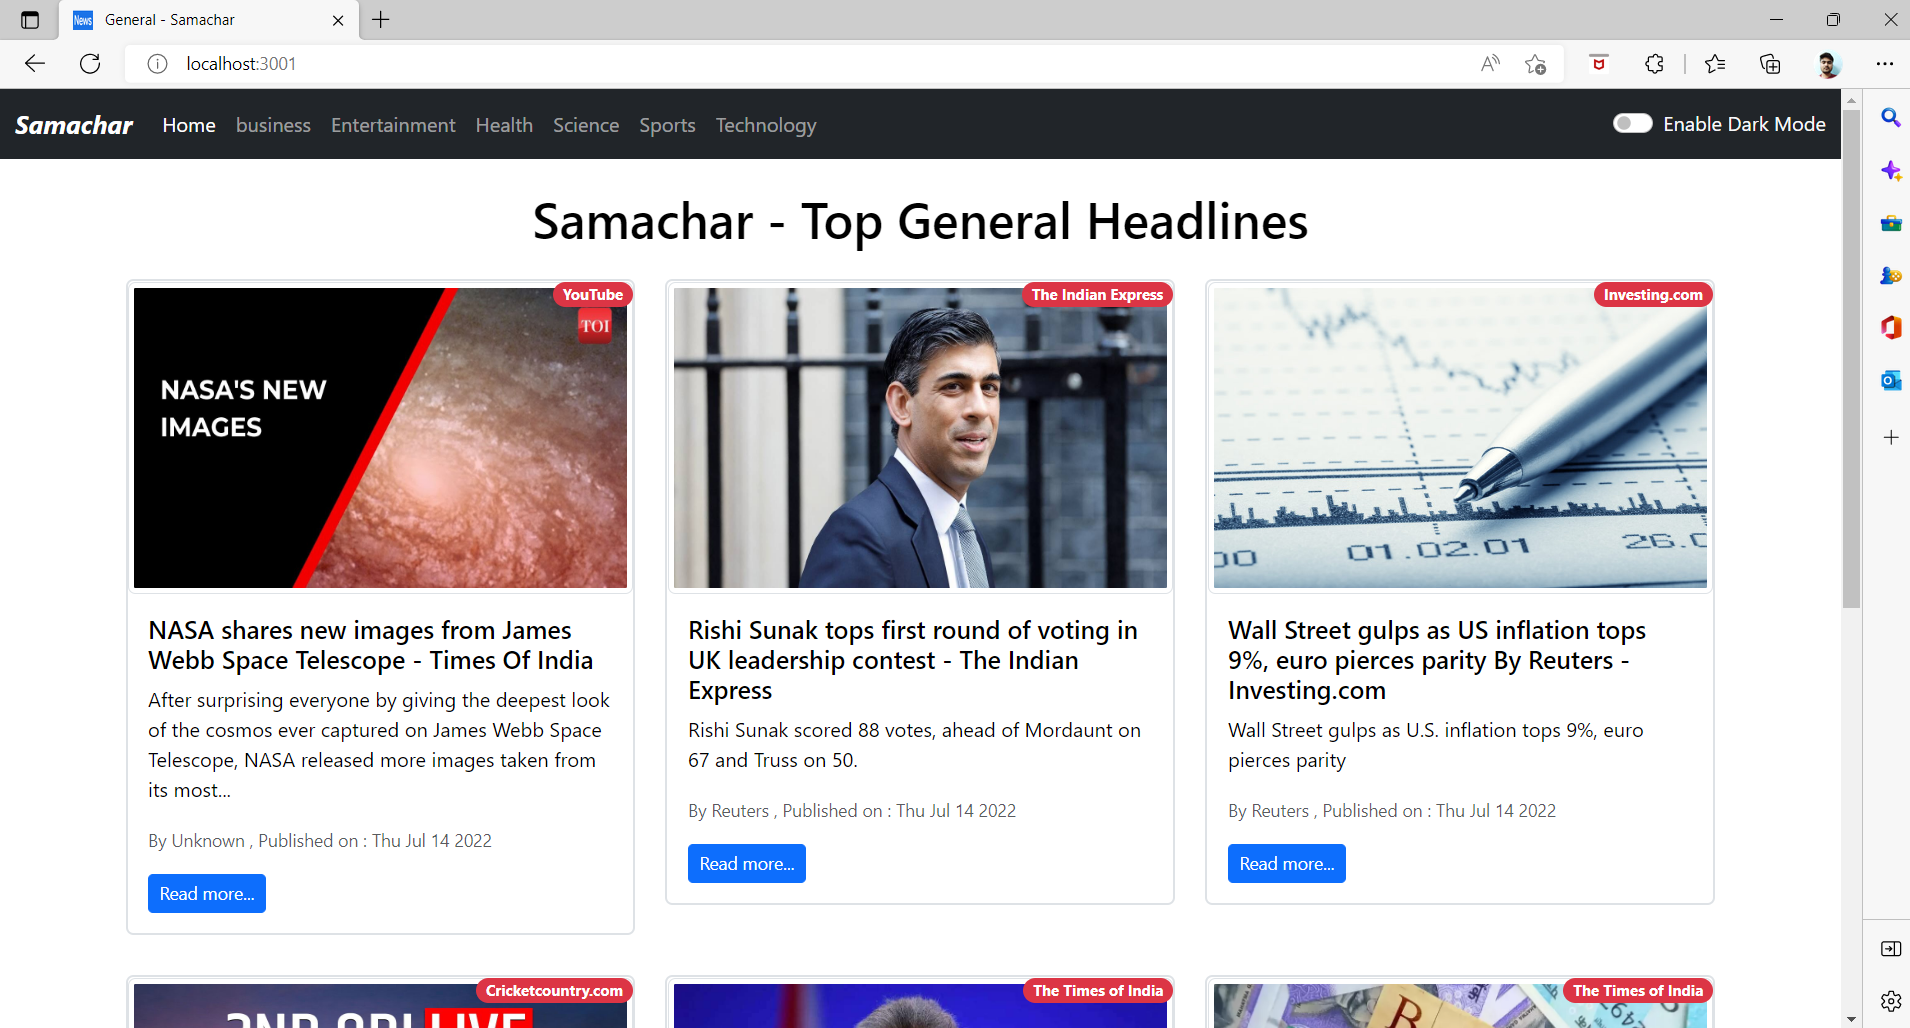 General - Samachar
localhost:3001
Samachar Home business Entertainment Health Science Sports Technology Enable Dark Mode
Samachar - Top General Headlines
YouTube
TOI
NASA'S NEW
IMAGES
NASA shares new images from James
Webb Space Telescope - Times Of India
After surprising everyone by giving the deepest look
of the cosmos ever captured on James Webb Space
Telescope, NASA released more images taken from
its most...
By Unknown , Published on : Thu Jul 14 2022
Read more...
The Indian Express
Rishi Sunak tops first round of voting in
UK leadership contest - The Indian
Express
Rishi Sunak scored 88 votes, ahead of Mordaunt on
67 and Truss on 50.
By Reuters , Published on : Thu Jul 14 2022
Read more...
Investing.com
01.02.01
Wall Street gulps as US inflation tops
9%, euro pierces parity By Reuters -
Investing.com
Wall Street gulps as U.S. inflation tops 9%, euro
pierces parity
By Reuters , Published on : Thu Jul 14 2022
Read more...
Cricketcountry.com
2ND ODI LIVE
The Times of India
The Times of India